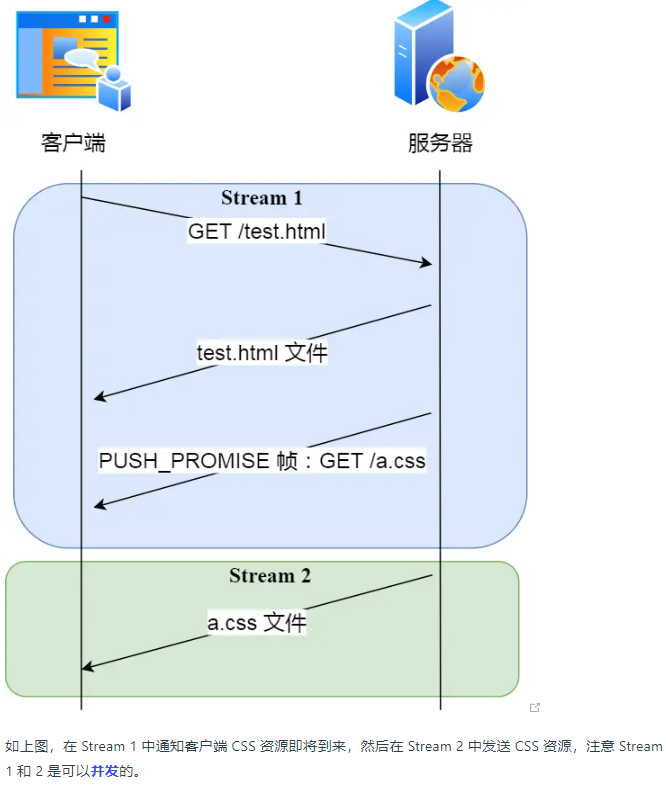 客户端
服务器
Stream 1
GET /test.html
test.html 文件
PUSH_PROMISE 帧：GET /a.css
Stream 2
a.css 文件
如上图，在 Stream 1 中通知客户端 CSS 资源即将到来，然后在 Stream 2 中发送 CSS 资源，注意 Stream
1 和 2 是可以并发的。